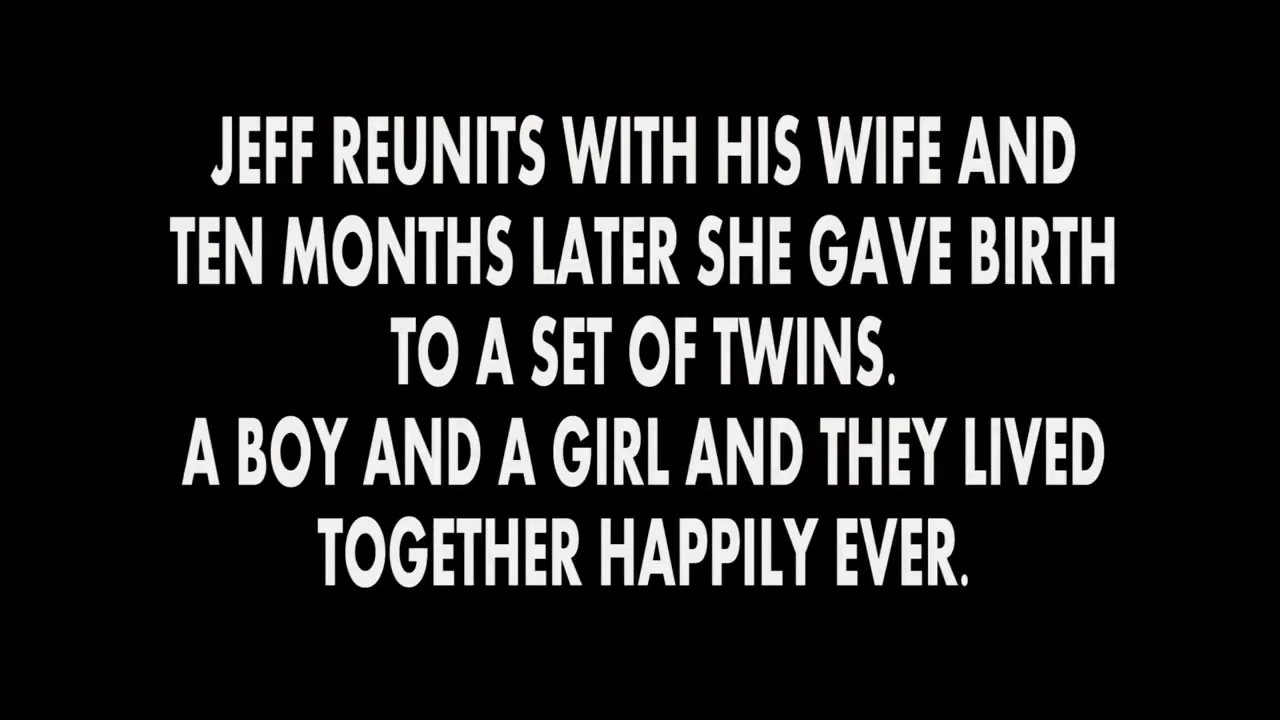 JEFF REUNITS WITH HIS WIFE AND
TEN MONTHS LATER SHE GAVE BIRTH
TO A SET OF TWINS.
A BOY AND A GIRL AND THEY LIVED
TOGETHER HAPPILY EVER.